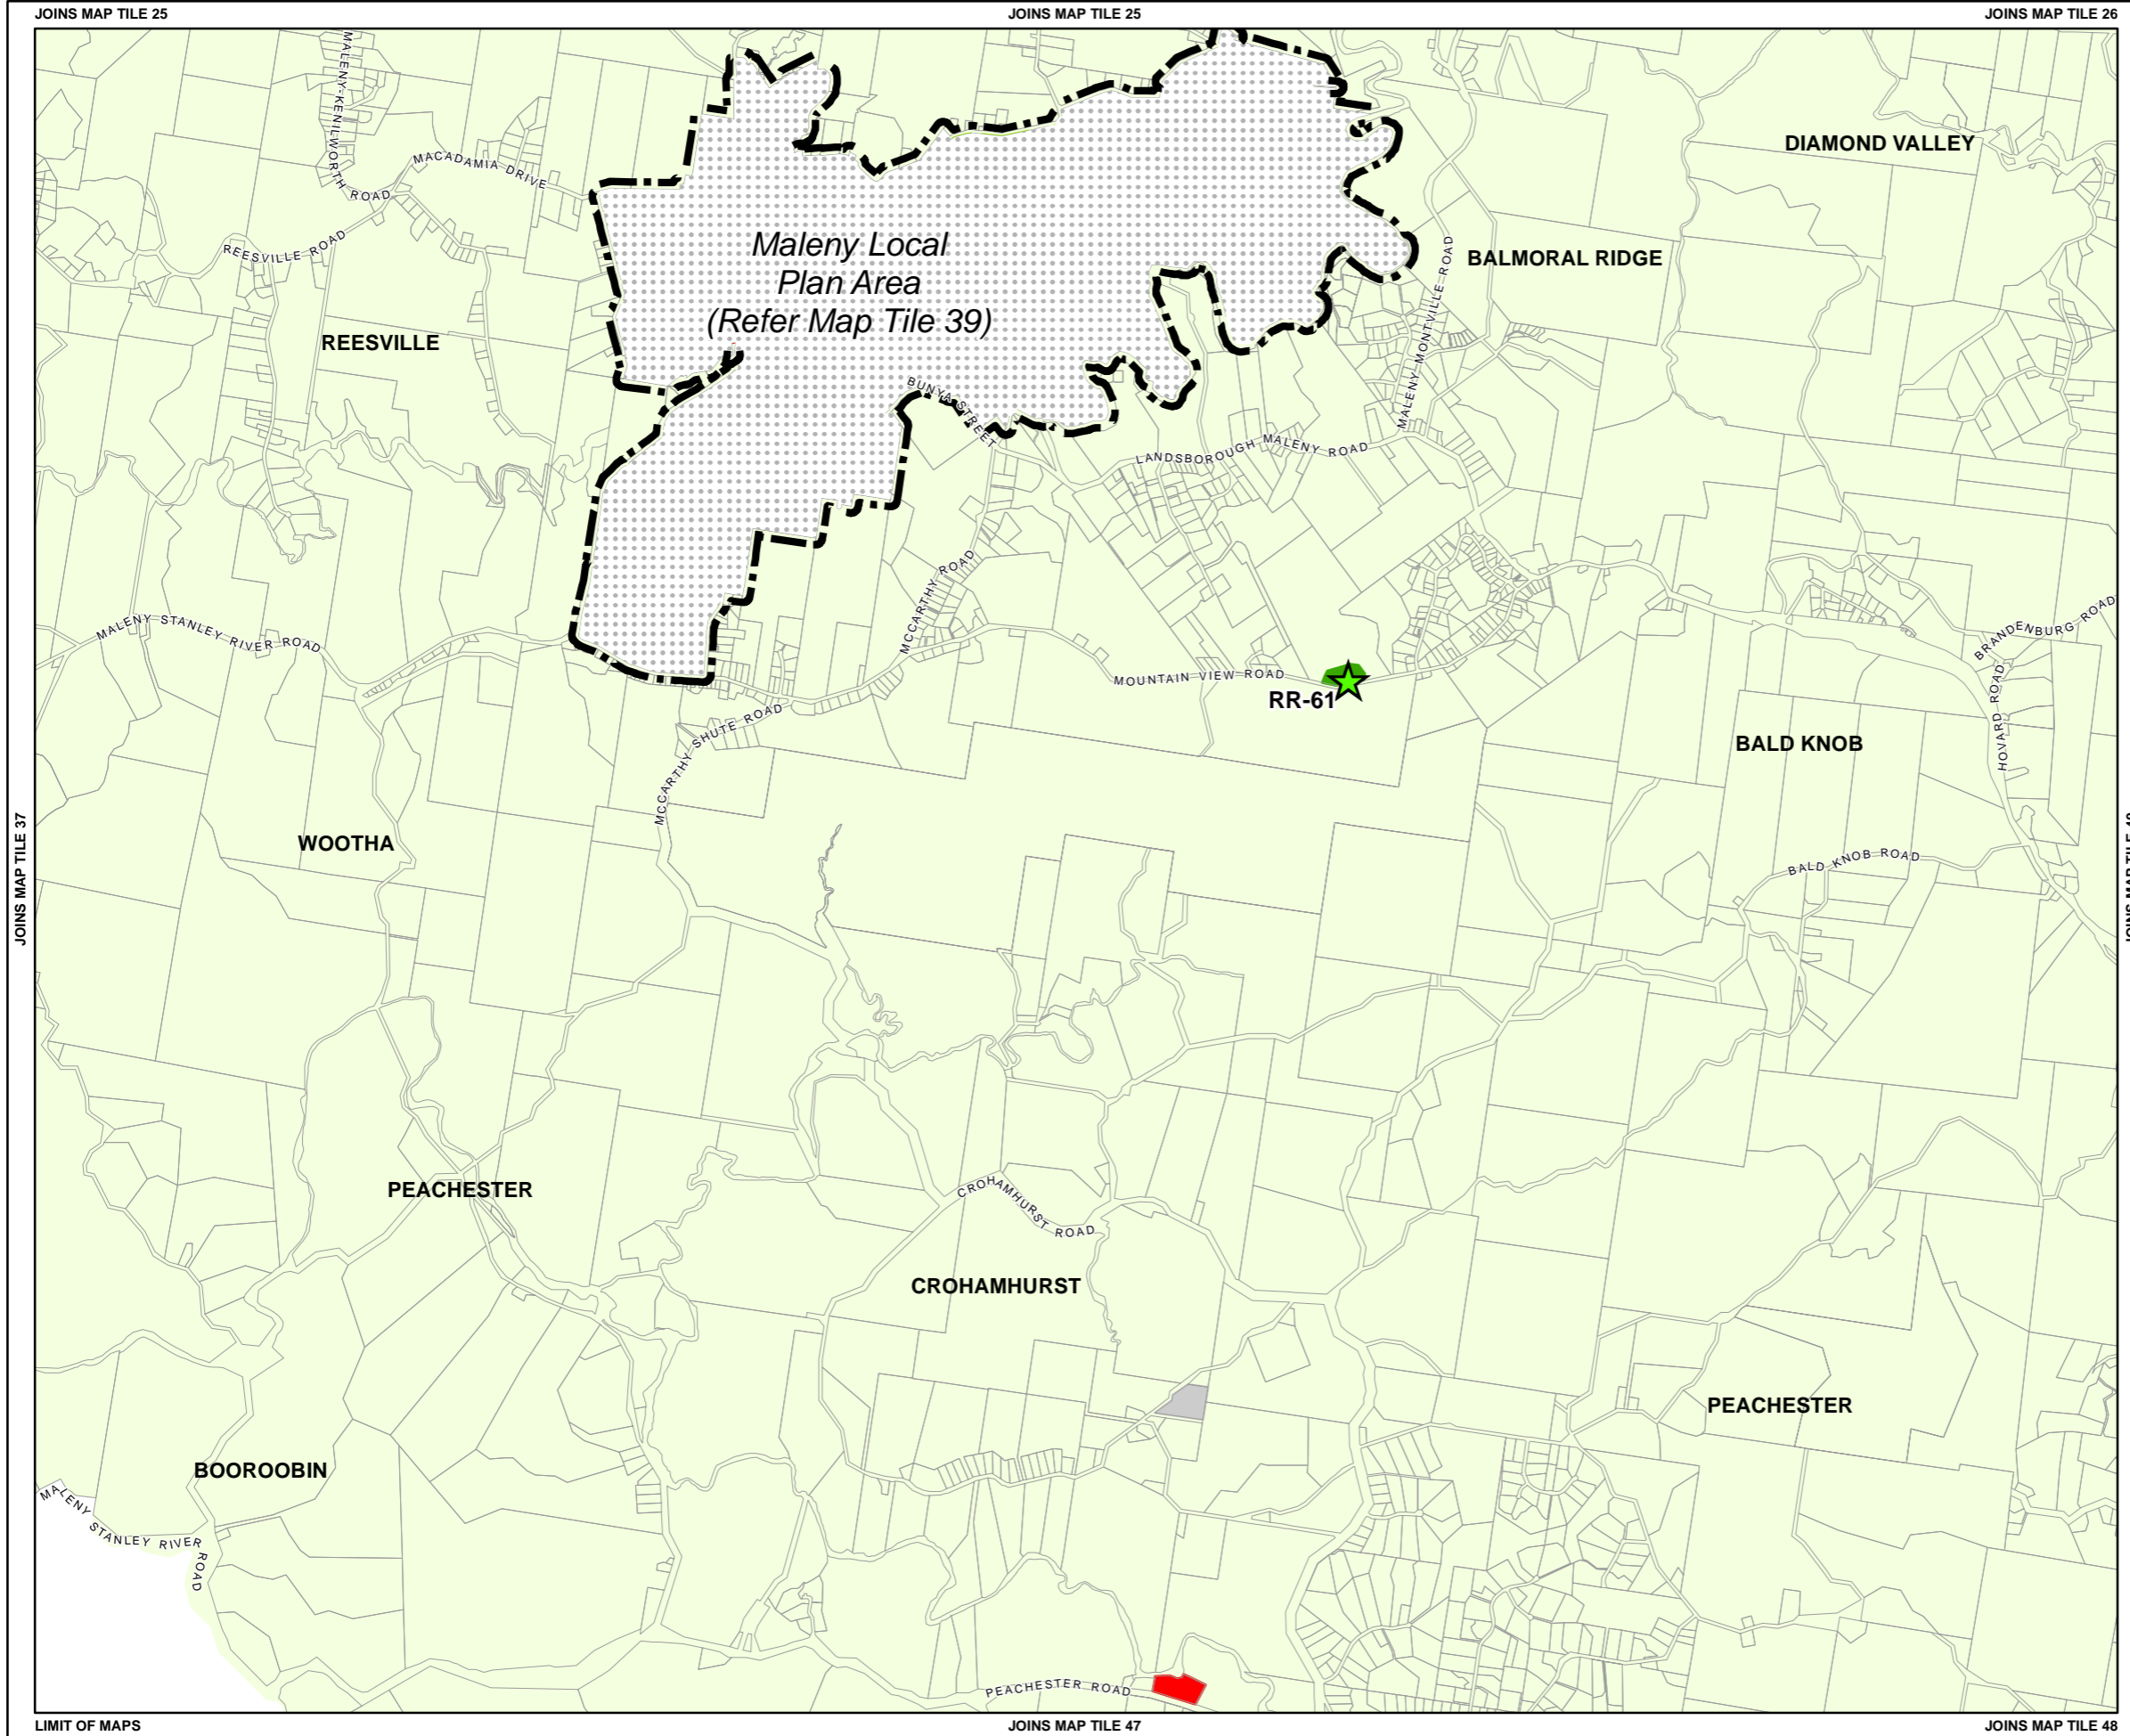 JOINS MAP TILE 25
JOINS MAP TILE 25
JOINS MAP TILE 26
MALENY-KENILWORTH ROAD
MACADAMIA DRIVE
DIAMOND VALLEY
REESVILLE ROAD
Maleny Local
Plan Area
(Refer Map Tile 39)
BALMORAL RIDGE
MALENY-MONTVILLE ROAD
REESVILLE
BUNYA STREET
LANDSBOROUGH MALENY ROAD
MCCARTHY ROAD
MALENY STANLEY RIVER ROAD
BRANDENBURG ROAD
MOUNTAIN VIEW ROAD
RR-61
HOVARD ROAD
MCCARTHY SHUTE ROAD
BALD KNOB
WOOTHA
BALD KNOB ROAD
JOINS MAP TILE 37
PEACHESTER
CROHAMHURST ROAD
CROHAMHURST
PEACHESTER
BOOROOBIN
MALENY STANLEY RIVER ROAD
PEACHESTER ROAD
LIMIT OF MAPS
JOINS MAP TILE 47
JOINS MAP TILE 48